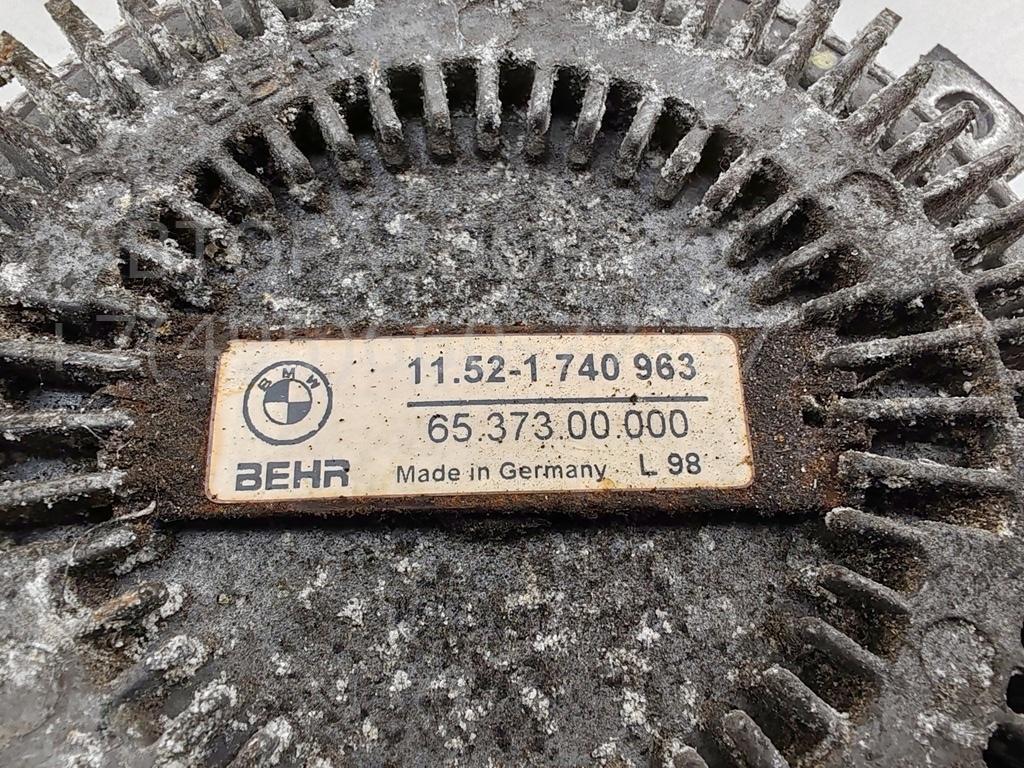 BMW
11.52-1 740 963
65.373 00.000
BEHR Made in Germany L 98